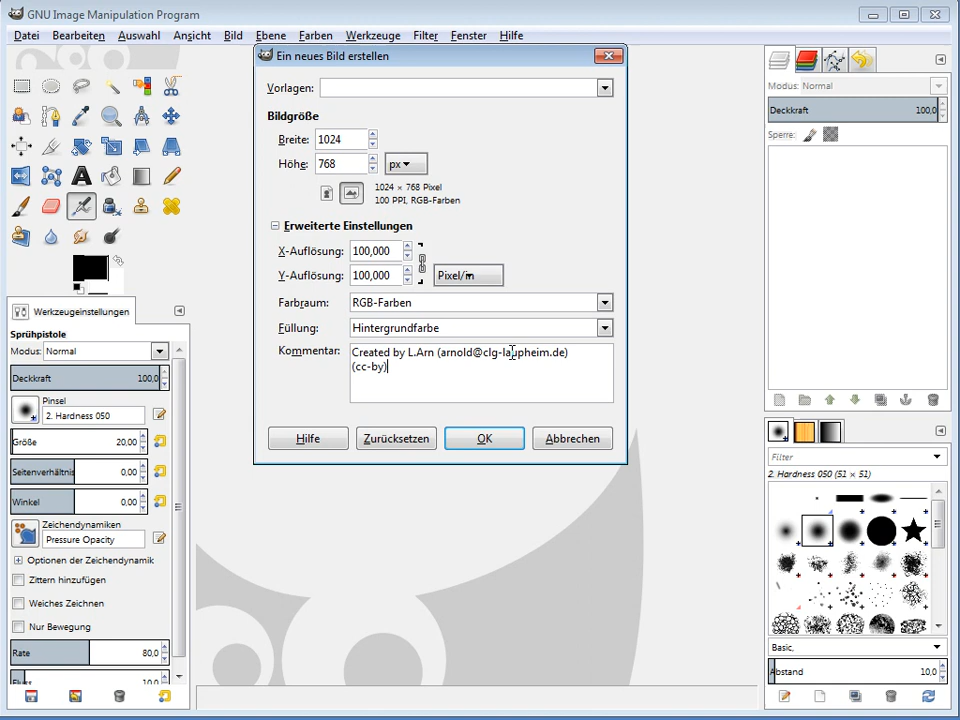 GNU Image Manipulation Program
Datei Bearbeiten Auswahl Ansicht Bild Ebene Farben Werkzeuge Filter Fenster Hilfe
Ein neues Bild erstellen
Vorlagen:
Bildgröße
Breite: 1024
Höhe: 768 px
1024 × 768 Pixel
100 PPI, RGB-Farben
Erweiterte Einstellungen
X-Auflösung: 100,000
Y-Auflösung: 100,000 Pixel/in
Farbraum: RGB-Farben
Füllung: Hintergrundfarbe
Kommentar: Created by L.Arn (arnold@clg-laupheim.de)
(cc-by)
Hilfe Zurücksetzen OK Abbrechen
Werkzeugeinstellungen
Sprühpistole
Modus: Normal
Deckkraft 100,0
Pinsel
2. Hardness 050
Größe 20,00
Seitenverhältnis 0,00
Winkel 0,00
Zeichendynamiken
Pressure Opacity
Optionen der Zeichendynamik
Zittern hinzufügen
Weiches Zeichnen
Nur Bewegung
Rate 80,0
Fluss 10,0
Modus: Normal
Deckkraft 100,0
Sperre:
Filter
2. Hardness 050 (51 × 51)
Basic,
Abstand 10,0